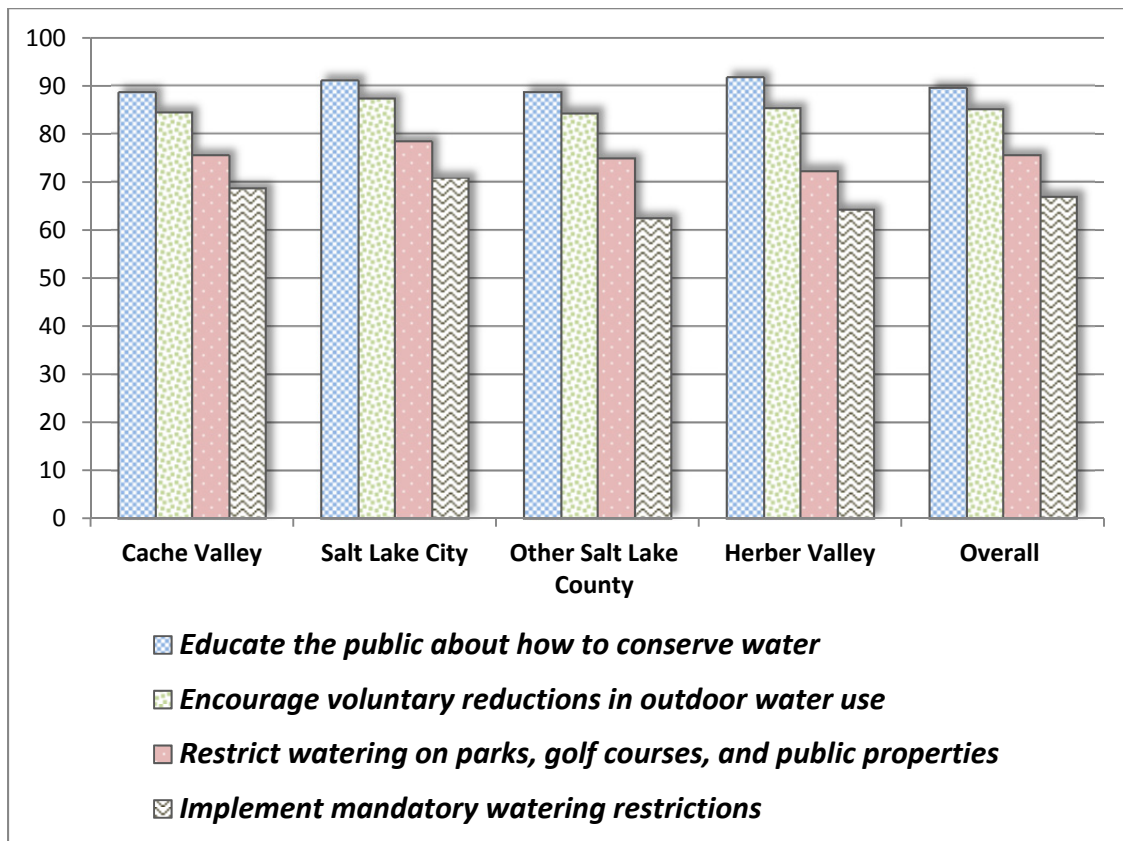 100
90
80
70
60
50
40
30
20
10
0
Cache Valley
Salt Lake City
Other Salt Lake
County
Herber Valley
Overall
Educate the public about how to conserve water
Encourage voluntary reductions in outdoor water use
Restrict watering on parks, golf courses, and public properties
Implement mandatory watering restrictions